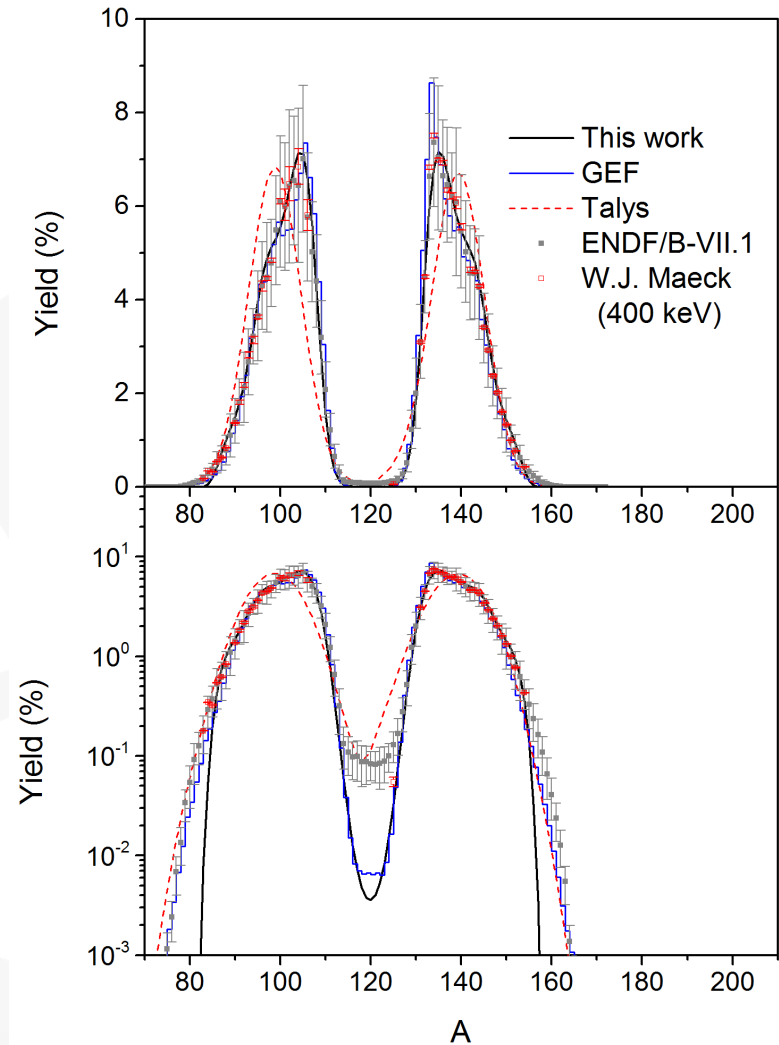 10
8
6
4
2
0
Yield (%)
This work
GEF
Talys
ENDF/B-VII.1
W.J. Maeck
(400 keV)
80 100 120 140 160 180 200
10¹
10⁰
10⁻¹
10⁻²
10⁻³
Yield (%)
80 100 120 140 160 180 200
A